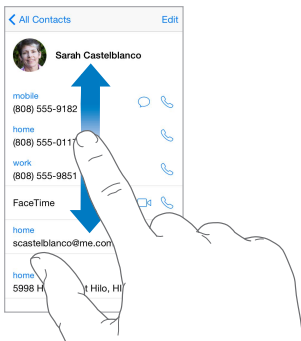 All Contacts Edit
Sarah Castelblanco
mobile
(808) 555-9182
home
(808) 555-011
work
(808) 555-9851
FaceTime
home
scastelblanco@me.con
home
5998 H t Hilo, HI